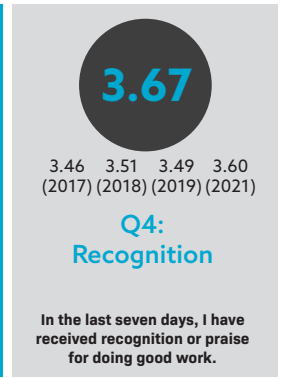 3.67
3.46 3.51 3.49 3.60
(2017) (2018) (2019) (2021)
Q4:
Recognition
In the last seven days, I have
received recognition or praise
for doing good work.